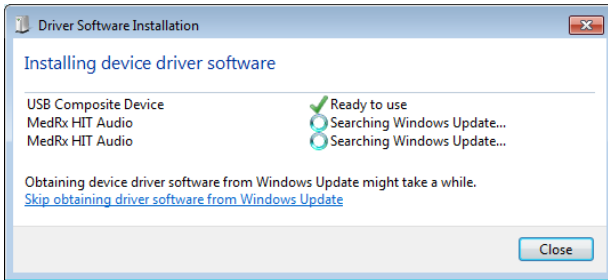 Driver Software Installation
Installing device driver software
USB Composite Device Ready to use
MedRx HIT Audio Searching Windows Update...
MedRx HIT Audio Searching Windows Update...
Obtaining device driver software from Windows Update might take a while.
Skip obtaining driver software from Windows Update
Close